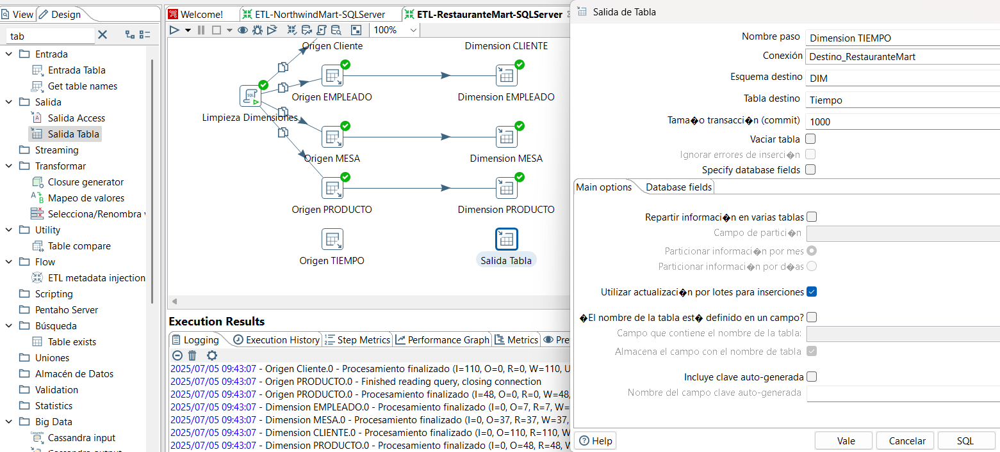 View
Design
Welcome!
ETL-NorthwindMart-SQLServer
ETL-RestauranteMart-SQLServer
tab
100%
Entrada
Entrada Tabla
Get table names
Salida
Salida Access
Salida Tabla
Streaming
Transformar
Closure generator
Mapeo de valores
Selecciona/Renombra
Utility
Table compare
Flow
ETL metadata injection
Scripting
Pentaho Server
Búsqueda
Table exists
Uniones
Almacén de Datos
Validation
Statistics
Big Data
Cassandra input
Cassandra output
Origen Cliente
Dimension CLIENTE
Origen EMPLEADO
Dimension EMPLEADO
SQL
Limpieza Dimensiones
Origen MESA
Dimension MESA
Origen PRODUCTO
Dimension PRODUCTO
Origen TIEMPO
Salida Tabla
Execution Results
Logging
Execution History
Step Metrics
Performance Graph
Metrics
Pre
2025/07/05 09:43:07 - Origen Cliente.0 - Procesamiento finalizado (I=110, O=0, R=0, W=110, U
2025/07/05 09:43:07 - Origen PRODUCTO.0 - Finished reading query, closing connection
2025/07/05 09:43:07 - Origen PRODUCTO.0 - Procesamiento finalizado (I=48, O=0, R=0, W=48,
2025/07/05 09:43:07 - Dimension EMPLEADO.0 - Procesamiento finalizado (I=0, O=7, R=7, W=
2025/07/05 09:43:07 - Dimension MESA.0 - Procesamiento finalizado (I=0, O=37, R=37, W=37,
2025/07/05 09:43:07 - Dimension CLIENTE.0 - Procesamiento finalizado (I=0, O=110, R=110, W
2025/07/05 09:43:07 - Dimension PRODUCTO.0 - Procesamiento finalizado (I=0, O=48, R=48, W
Salida de Tabla
Nombre paso Dimension TIEMPO
Conexión Destino_RestauranteMart
Esquema destino DIM
Tabla destino Tiempo
Tama�o transacci�n (commit) 1000
Vaciar tabla
Ignorar errores de inserci�n
Specify database fields
Main options
Database fields
Repartir informaci�n en varias tablas
Campo de partici�n
Particionar informaci�n por mes
Particionar informaci�n por d�as
Utilizar actualizaci�n por lotes para inserciones
�El nombre de la tabla est� definido en un campo?
Campo que contiene el nombre de la tabla:
Almacena el campo con el nombre de tabla
Incluye clave auto-generada
Nombre del campo clave auto-generada
Help
Vale
Cancelar
SQL